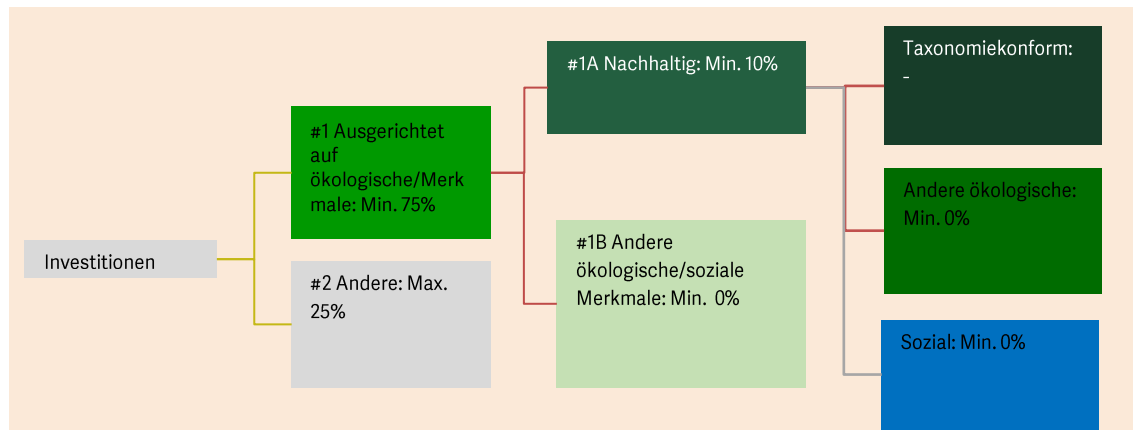 Investitionen
#1 Ausgerichtet
auf
ökologische/Merk
male: Min. 75%
#2 Andere: Max.
25%
#1A Nachhaltig: Min. 10%
#1B Andere
ökologische/soziale
Merkmale: Min.  0%
Taxonomiekonform:
-
Andere ökologische:
Min. 0%
Sozial: Min. 0%